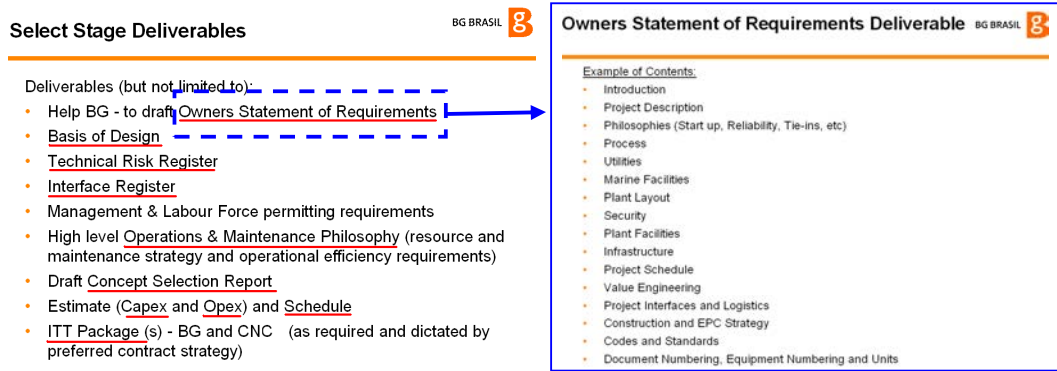 Select Stage Deliverables
BG BRASIL
Deliverables (but not limited to):
• Help BG - to draft Owners Statement of Requirements
• Basis of Design
• Technical Risk Register
• Interface Register
• Management & Labour Force permitting requirements
• High level Operations & Maintenance Philosophy (resource and
maintenance strategy and operational efficiency requirements)
• Draft Concept Selection Report
• Estimate (Capex and Opex) and Schedule
• ITT Package (s) - BG and CNC (as required and dictated by
preferred contract strategy)
Owners Statement of Requirements Deliverable
BG BRASIL
Example of Contents:
• Introduction
• Project Description
• Philosophies (Start up, Reliability, Tie-ins, etc)
• Process
• Utilities
• Marine Facilities
• Plant Layout
• Security
• Plant Facilities
• Infrastructure
• Project Schedule
• Value Engineering
• Project Interfaces and Logistics
• Construction and EPC Strategy
• Codes and Standards
• Document Numbering, Equipment Numbering and Units